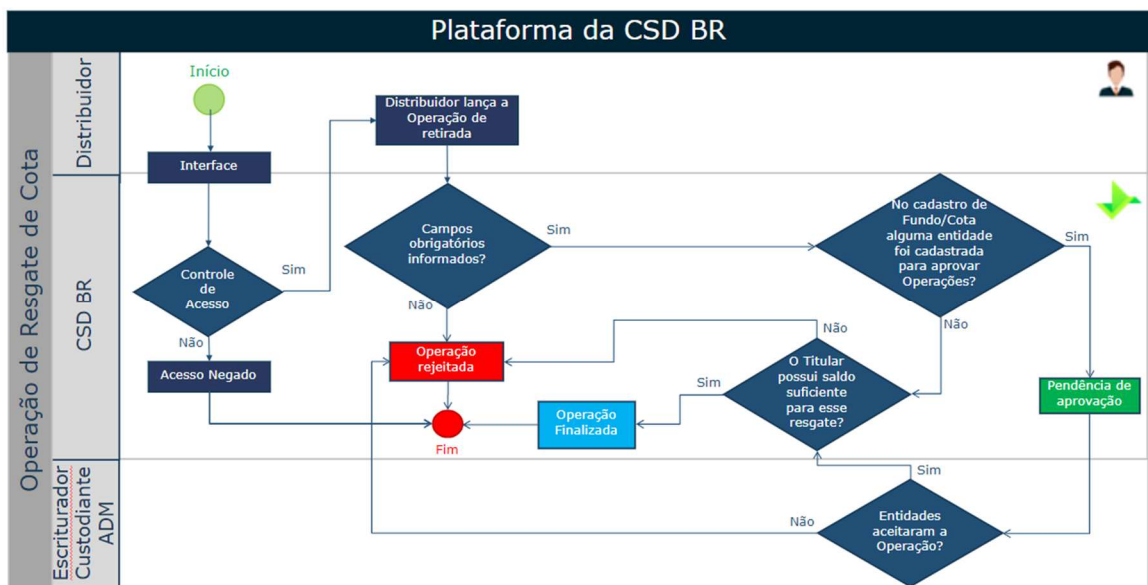 Plataforma da CSD BR
Operação de Resgate de Cota
Distribuidor
CSD BR
Escriturador
Custodiante
ADM
Início
Interface
Distribuidor lança a
Operação de
retirada
Controle
de
Acesso
Sim
Não
Acesso Negado
Campos
obrigatórios
informados?
Sim
Não
Operação
rejeitada
Fim
Operação
Finalizada
No cadastro de
Fundo/Cota
alguma entidade
foi cadastrada
para aprovar
Operações?
Sim
Não
O Titular
possui saldo
suficiente
para esse
resgate?
Não
Sim
Pendência de
aprovação
Entidades
aceitaram a
Operação?
Sim
Não